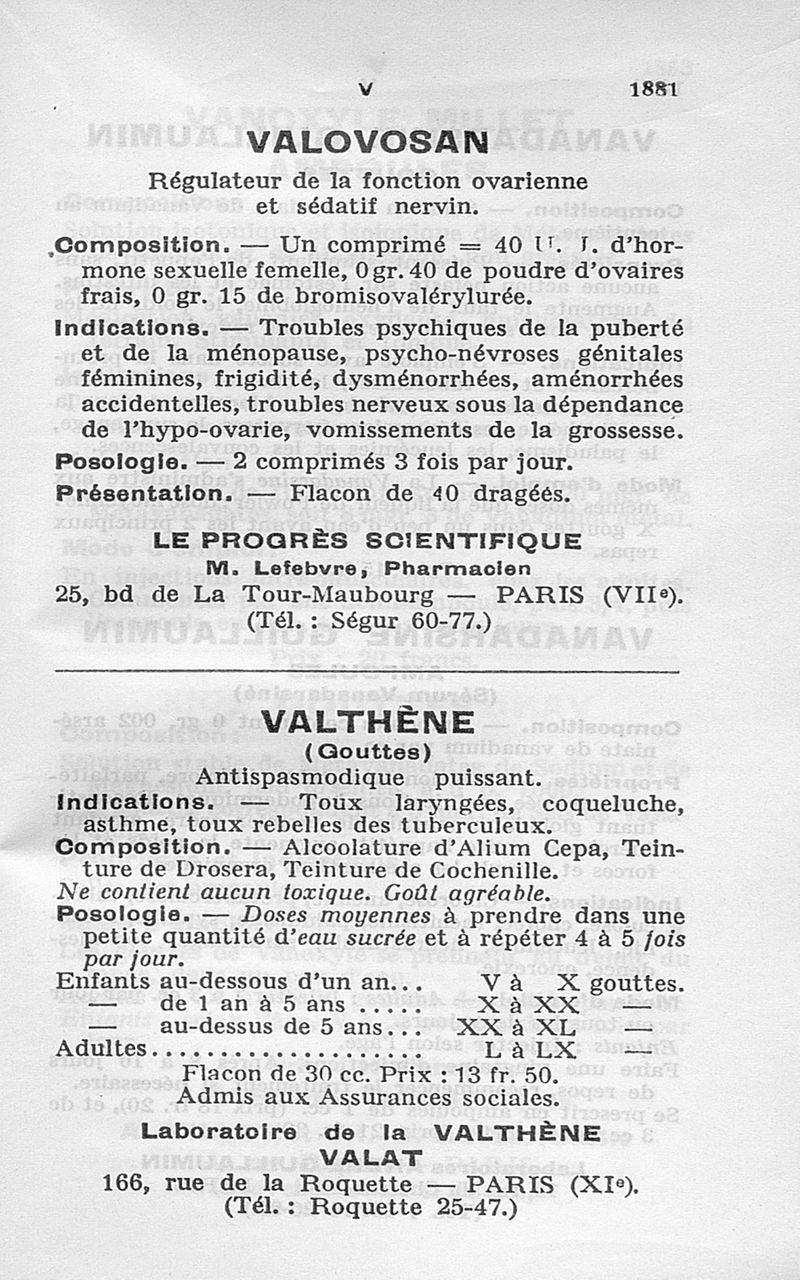 V 1881
VALOVOSAN
Régulateur de la fonction ovarienne
et sédatif nervin.
Composition. — Un comprimé = 40 U. I. d'hor-
mone sexuelle femelle, 0 gr. 40 de poudre d'ovaires
frais, 0 gr. 15 de bromisovalérylurée.
Indications. — Troubles psychiques de la puberté
et de la ménopause, psycho-névroses génitales
féminines, frigidité, dysménorrhées, aménorrhées
accidentelles, troubles nerveux sous la dépendance
de l'hypo-ovarie, vomissements de la grossesse.
Posologie. — 2 comprimés 3 fois par jour.
Présentation. — Flacon de 40 dragéés.
LE PROGRÈS SCIENTIFIQUE
M. Lefebvre, Pharmacien
25, bd de La Tour-Maubourg — PARIS (VIIe).
(Tél. : Ségur 60-77.)
VALTHÈNE
(Gouttes)
Antispasmodique puissant.
Indications. — Toux laryngées, coqueluche,
asthme, toux rebelles des tuberculeux.
Composition. — Alcoolature d'Alium Cepa, Tein-
ture de Drosera, Teinture de Cochenille.
Ne contient aucun toxique. Goût agréable.
Posologie. — Doses moyennes à prendre dans une
petite quantité d'eau sucrée et à répéter 4 à 5 fois
par jour.
Enfants au-dessous d'un an... V à X gouttes.
— de 1 an à 5 ans ..... X à XX —
— au-dessus de 5 ans... XX à XL —
Adultes..................... L à LX —
Flacon de 30 cc. Prix : 13 fr. 50.
Admis aux Assurances sociales.
Laboratoire de la VALTHÈNE
VALAT
166, rue de la Roquette — PARIS (XIe).
(Tél. : Roquette 25-47.)